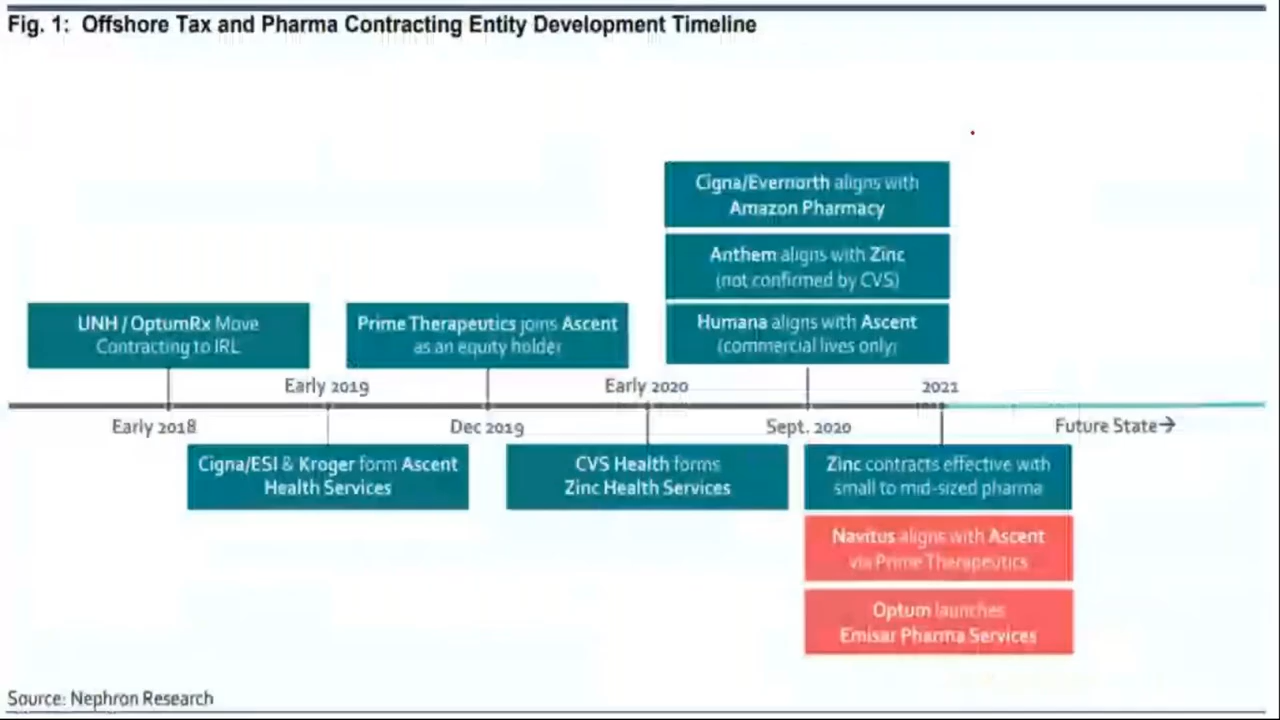 Fig. 1: Offshore Tax and Pharma Contracting Entity Development Timeline
Cigna/Evernorth aligns with
Amazon Pharmacy
Anthem aligns with Zinc
(not confirmed by CVS)
UNH / OptumRx Move
Contracting to IRL
Prime Therapeutics joins Ascent
as an equity holder
Humana aligns with Ascent
(commercial lives only)
Early 2019
Early 2020
2021
Early 2018
Dec 2019
Sept. 2020
Future State→
Cigna/ESI & Kroger form Ascent
Health Services
CVS Health forms
Zinc Health Services
Zinc contracts effective with
small to mid-sized pharma
Navitus aligns with Ascent
via Prime Therapeutics
Optum launches
Emisar Pharma Services
Source: Nephron Research